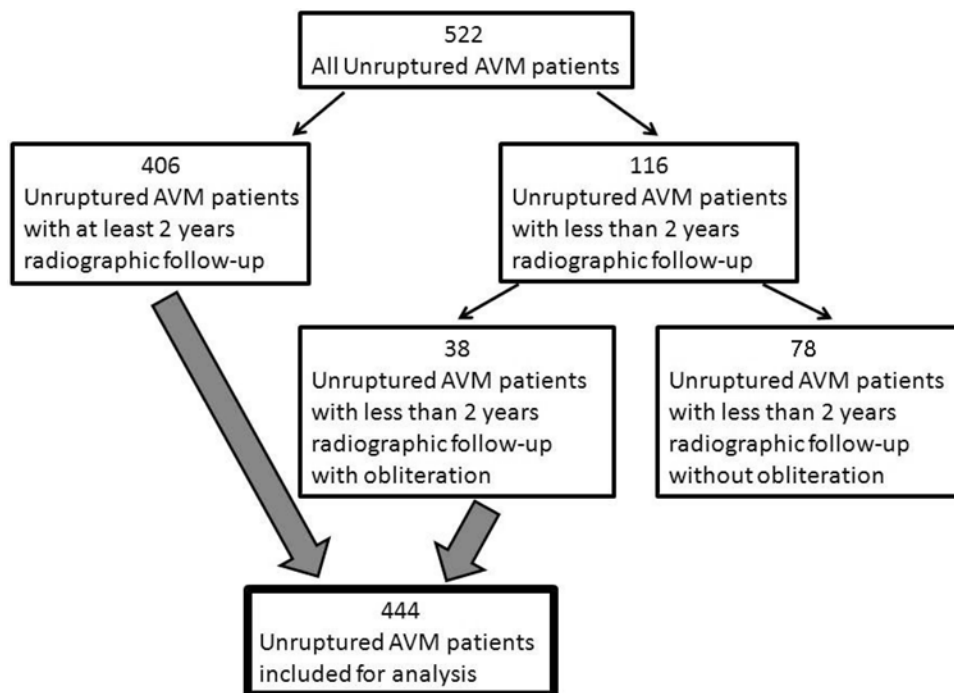 522
All Unruptured AVM patients
406
Unruptured AVM patients
with at least 2 years
radiographic follow-up
116
Unruptured AVM patients
with less than 2 years
radiographic follow-up
38
Unruptured AVM patients
with less than 2 years
radiographic follow-up
with obliteration
78
Unruptured AVM patients
with less than 2 years
radiographic follow-up
without obliteration
444
Unruptured AVM patients
included for analysis